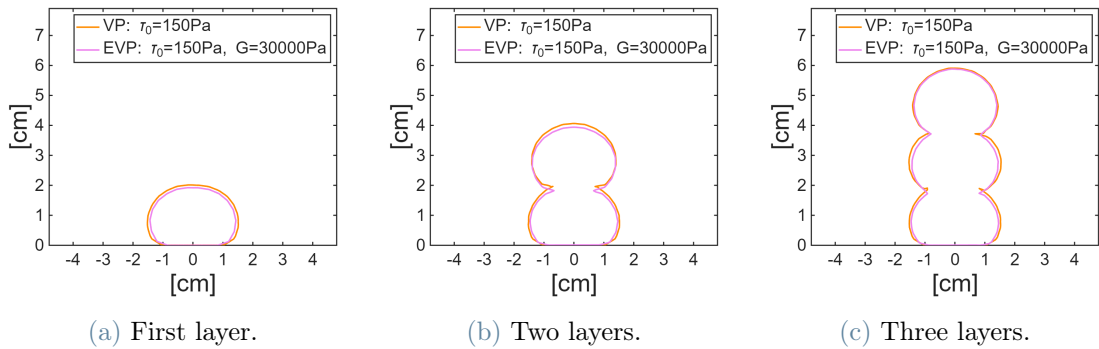 VP: τ0=150Pa
EVP: τ0=150Pa, G=30000Pa
7
6
5
4
3
2
1
0
[cm]
-4 -3 -2 -1 0 1 2 3 4
[cm]
(a) First layer.
VP: τ0=150Pa
EVP: τ0=150Pa, G=30000Pa
7
6
5
4
3
2
1
0
[cm]
-4 -3 -2 -1 0 1 2 3 4
[cm]
(b) Two layers.
VP: τ0=150Pa
EVP: τ0=150Pa, G=30000Pa
7
6
5
4
3
2
1
0
[cm]
-4 -3 -2 -1 0 1 2 3 4
[cm]
(c) Three layers.